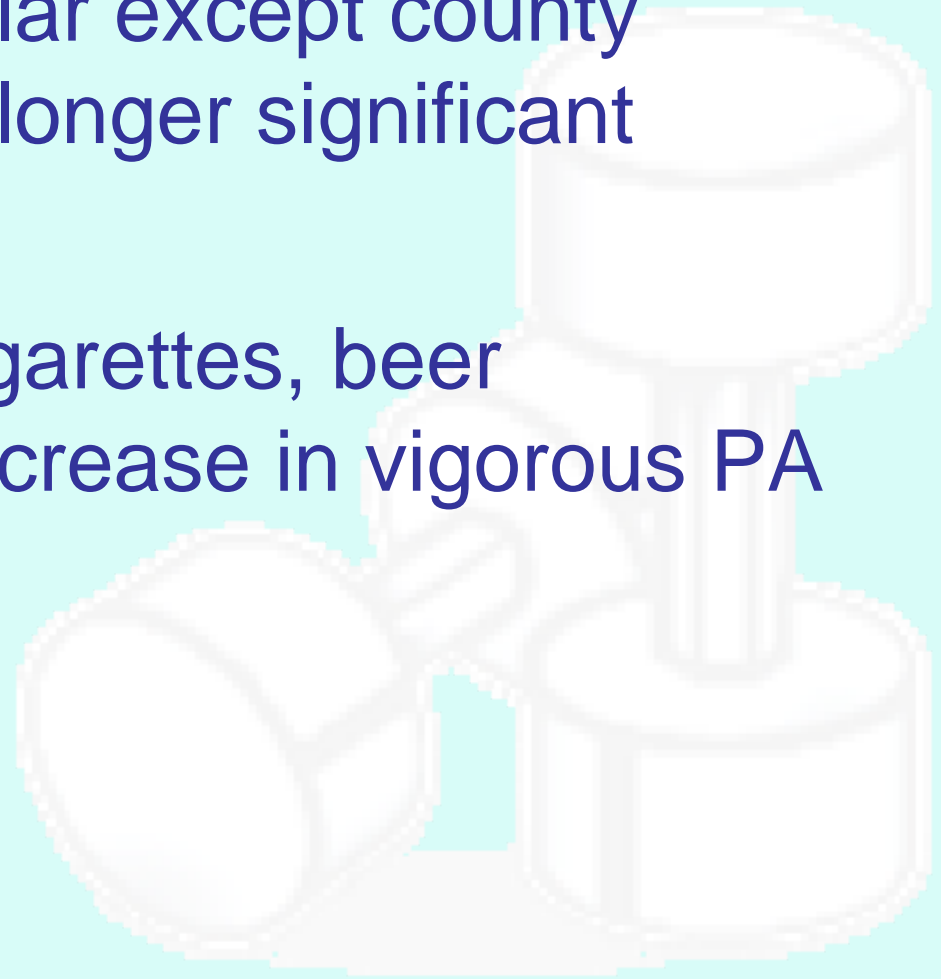 lar except county
longer significant
garettes, beer
crease in vigorous PA